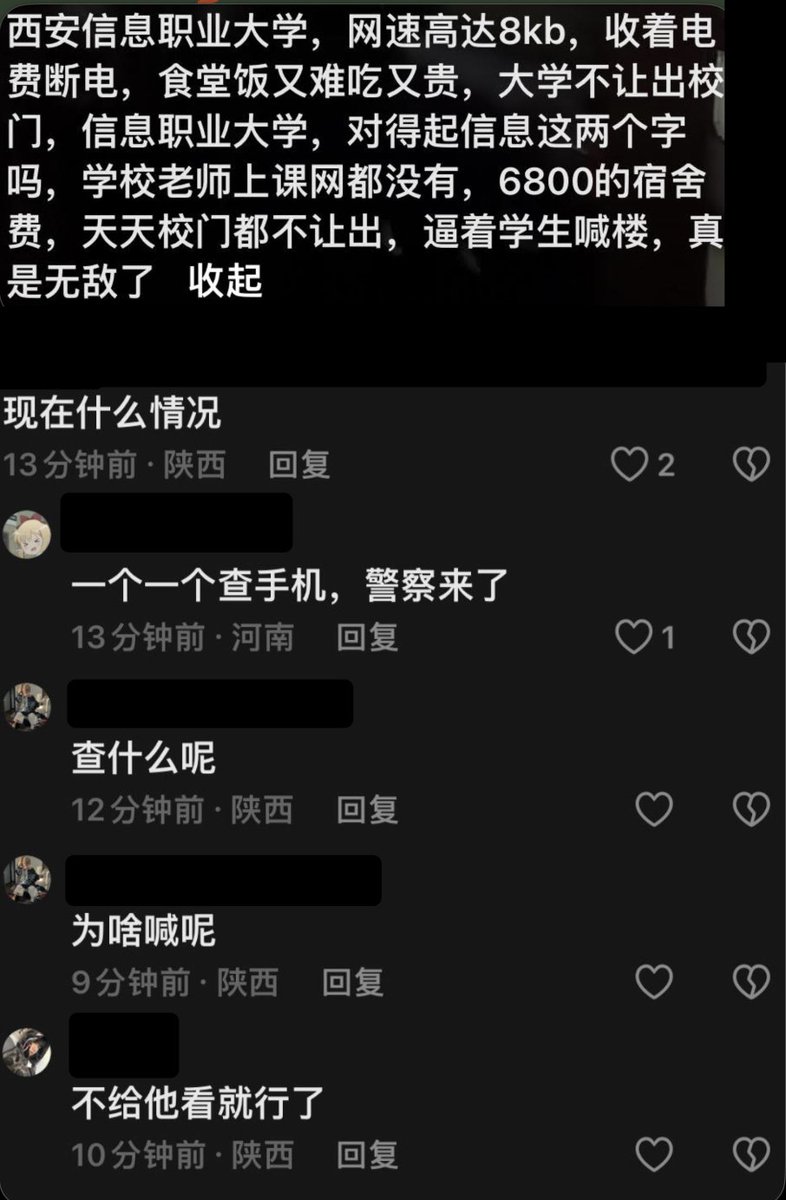 西安信息职业大学，网速高达8kb，收着电
费断电，食堂饭又难吃又贵，大学不让出校
门，信息职业大学，对得起信息这两个字
吗，学校老师上课网都没有，6800的宿舍
费，天天校门都不让出，逼着学生喊楼，真
是无敌了 收起
现在什么情况
13分钟前 · 陕西 回复 2
一个一个查手机，警察来了
13分钟前 · 河南 回复 1
查什么呢
12分钟前 · 陕西 回复
为啥喊呢
9分钟前 · 陕西 回复
不给他看就行了
10分钟前 · 陕西 回复